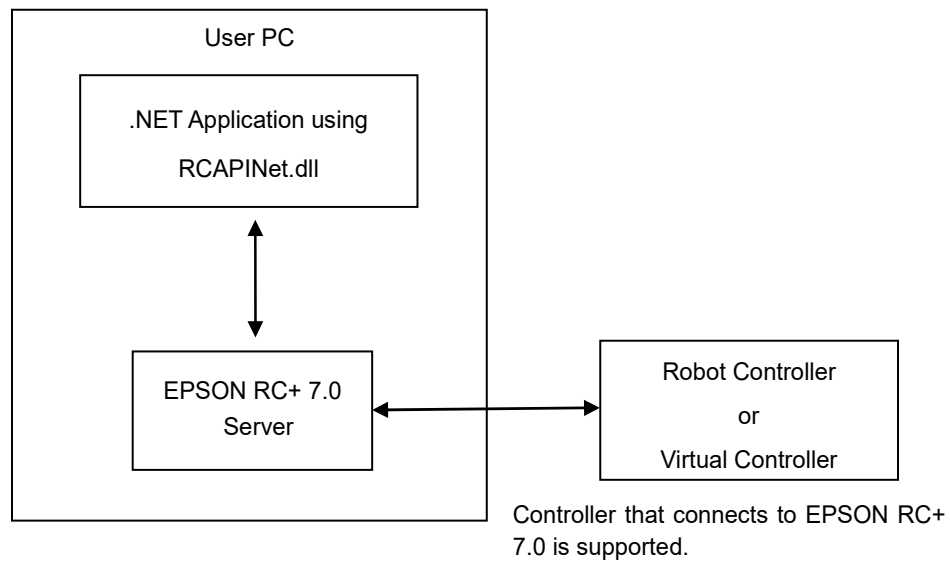 User PC
.NET Application using
RCAPINet.dll
EPSON RC+ 7.0
Server
Robot Controller
or
Virtual Controller
Controller that connects to EPSON RC+
7.0 is supported.